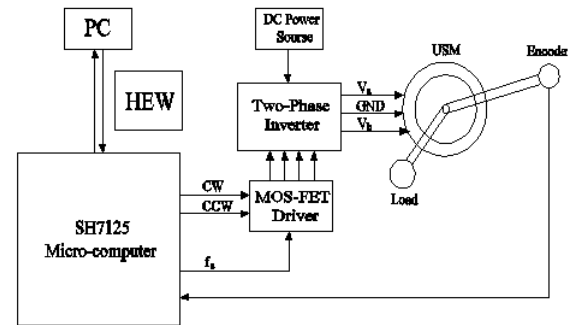 PC
HEW
DC Power
Sourse
USM
Encoder
Two-Phase
Inverter
Va
GND
Vb
Load
CW
CCW
MOS-FET
Driver
SH7125
Micro-computer
fs